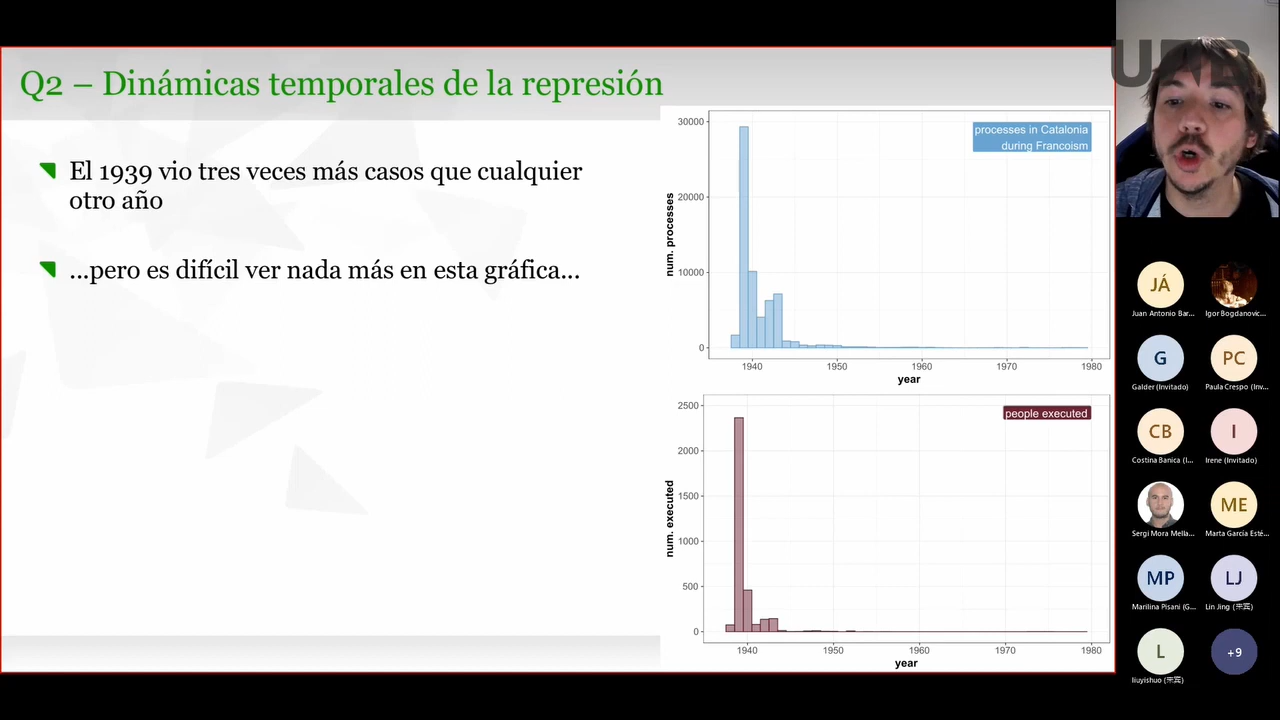 Q2 – Dinámicas temporales de la represión
El 1939 vio tres veces más casos que cualquier
otro año
...pero es difícil ver nada más en esta gráfica...
processes in Catalonia
during Francoism
30000
20000
10000
0
num. processes
1940
1950
1960
1970
1980
year
people executed
2500
2000
1500
1000
500
0
num. executed
1940
1950
1960
1970
1980
year
JÁ
Juan Antonio Bar...
Igor Bogdanovic...
G
Galder (Invitado)
PC
Paula Crespo (Inv...
CB
Costina Banica (I...
I
Irene (Invitado)
Sergi Mora Mella...
ME
Marta García Esté...
MP
Marilina Pisani (G...
LJ
Lin Jing (来宾)
L
liuyishuo (来宾)
+9